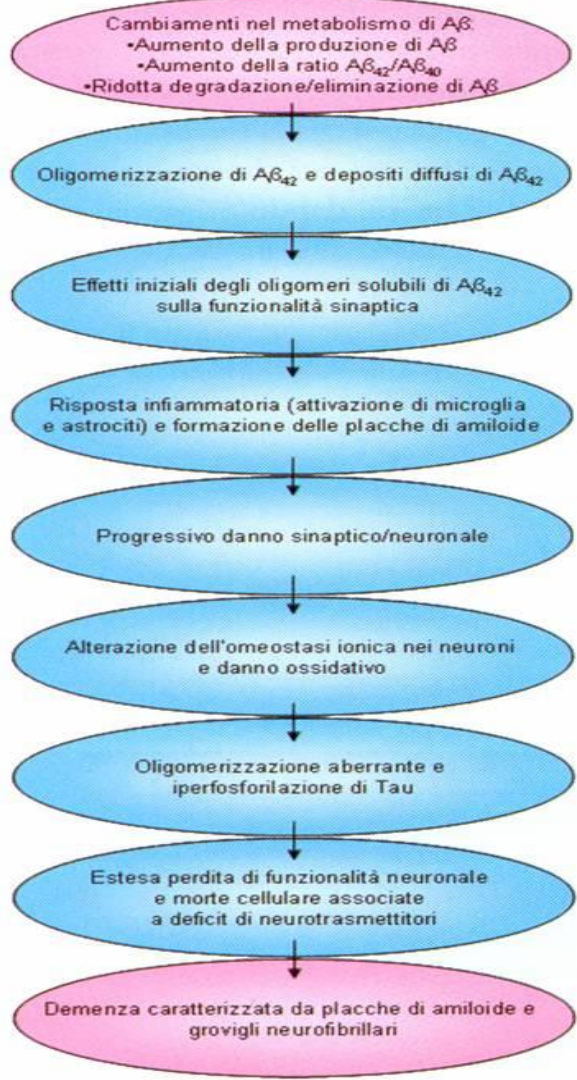 Cambiamenti nel metabolismo di Aβ:
•Aumento della produzione di Aβ
•Aumento della ratio Aβ42/Aβ40
•Ridotta degradazione/eliminazione di Aβ
Oligomerizzazione di Aβ42 e depositi diffusi di Aβ42
Effetti iniziali degli oligomeri solubili di Aβ42
sulla funzionalità sinaptica
Risposta infiammatoria (attivazione di microglia
e astrociti) e formazione delle placche di amiloide
Progressivo danno sinaptico/neuronale
Alterazione dell'omeostasi ionica nei neuroni
e danno ossidativo
Oligomerizzazione aberrante e
iperfosforilazione di Tau
Estesa perdita di funzionalità neuronale
e morte cellulare associate
a deficit di neurotrasmettitori
Demenza caratterizzata da placche di amiloide e
grovigli neurofibrillari